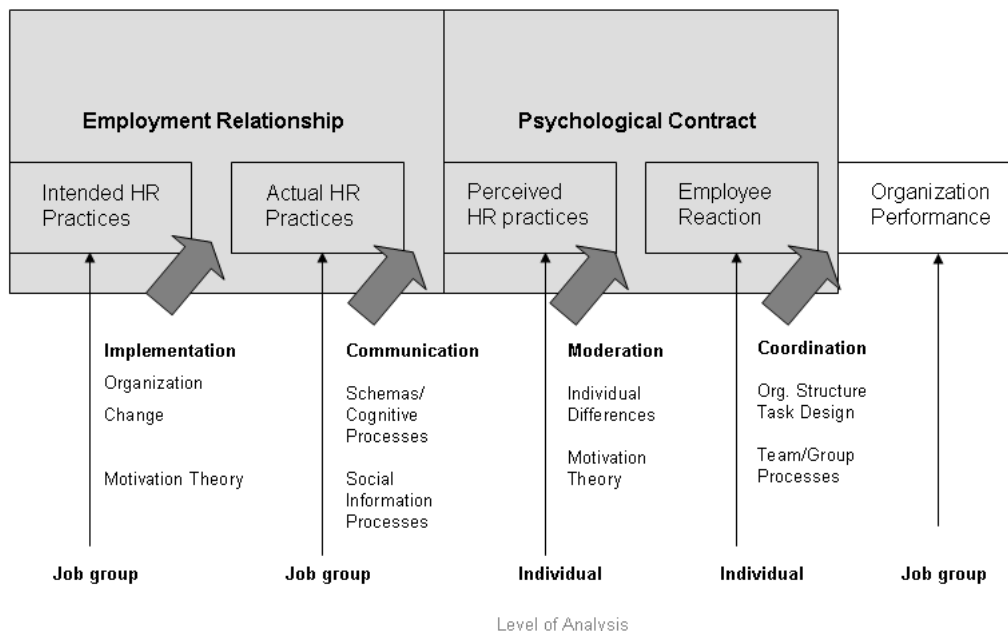 Employment Relationship
Psychological Contract
Intended HR
Practices
Actual HR
Practices
Perceived
HR practices
Employee
Reaction
Organization
Performance
Implementation
Organization
Change
Motivation Theory
Communication
Schemas/
Cognitive
Processes
Social
Information
Processes
Moderation
Individual
Differences
Motivation
Theory
Coordination
Org. Structure
Task Design
Team/Group
Processes
Job group
Job group
Individual
Individual
Job group
Level of Analysis